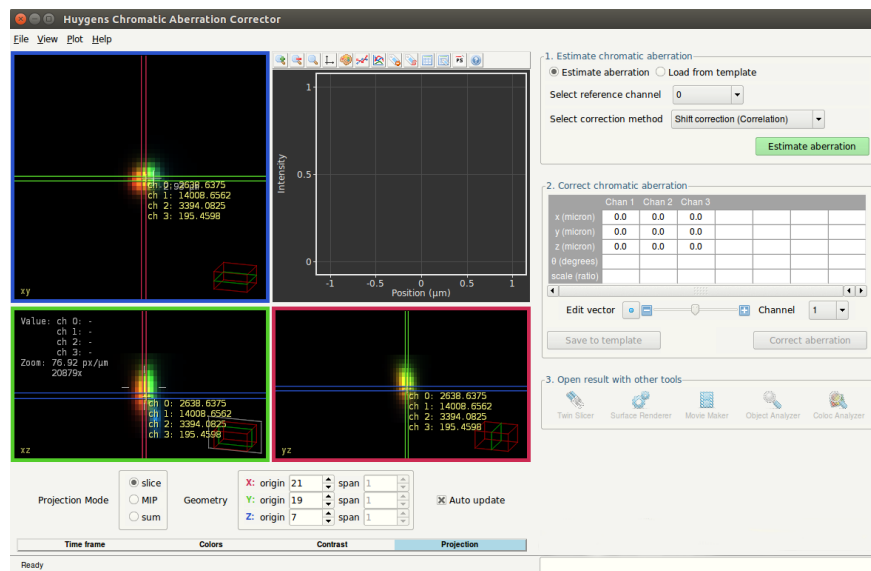 Huygens Chromatic Aberration Corrector
File View Plot Help
ch 0: 2638.6375
ch 1: 14008.6562
ch 2: 3394.0825
ch 3: 195.4598
xy
Intensity
1
0.5
0
-1 -0.5 0 0.5 1
Position (μm)
Value: ch 0: -
ch 1: -
ch 2: -
ch 3: -
Zoom: 76.92 px/μm
20879x
ch 0: 2638.6375
ch 1: 14008.6562
ch 2: 3394.0825
ch 3: 195.4598
xz
ch 0: 2638.6375
ch 1: 14008.6562
ch 2: 3394.0825
ch 3: 195.4598
yz
Projection Mode
slice
MIP
sum
Geometry
X: origin 21 span 1
Y: origin 19 span 1
Z: origin 7 span 1
Auto update
Time frame Colors Contrast Projection
Ready
1. Estimate chromatic aberration
Estimate aberration Load from template
Select reference channel 0
Select correction method Shift correction (Correlation)
Estimate aberration
2. Correct chromatic aberration
Chan 1 Chan 2 Chan 3
x (micron) 0.0 0.0 0.0
y (micron) 0.0 0.0 0.0
z (micron) 0.0 0.0 0.0
θ (degrees)
scale (ratio)
Edit vector Channel 1
Save to template Correct aberration
3. Open result with other tools
Twin Slicer Surface Renderer Movie Maker Object Analyzer Coloc Analyzer